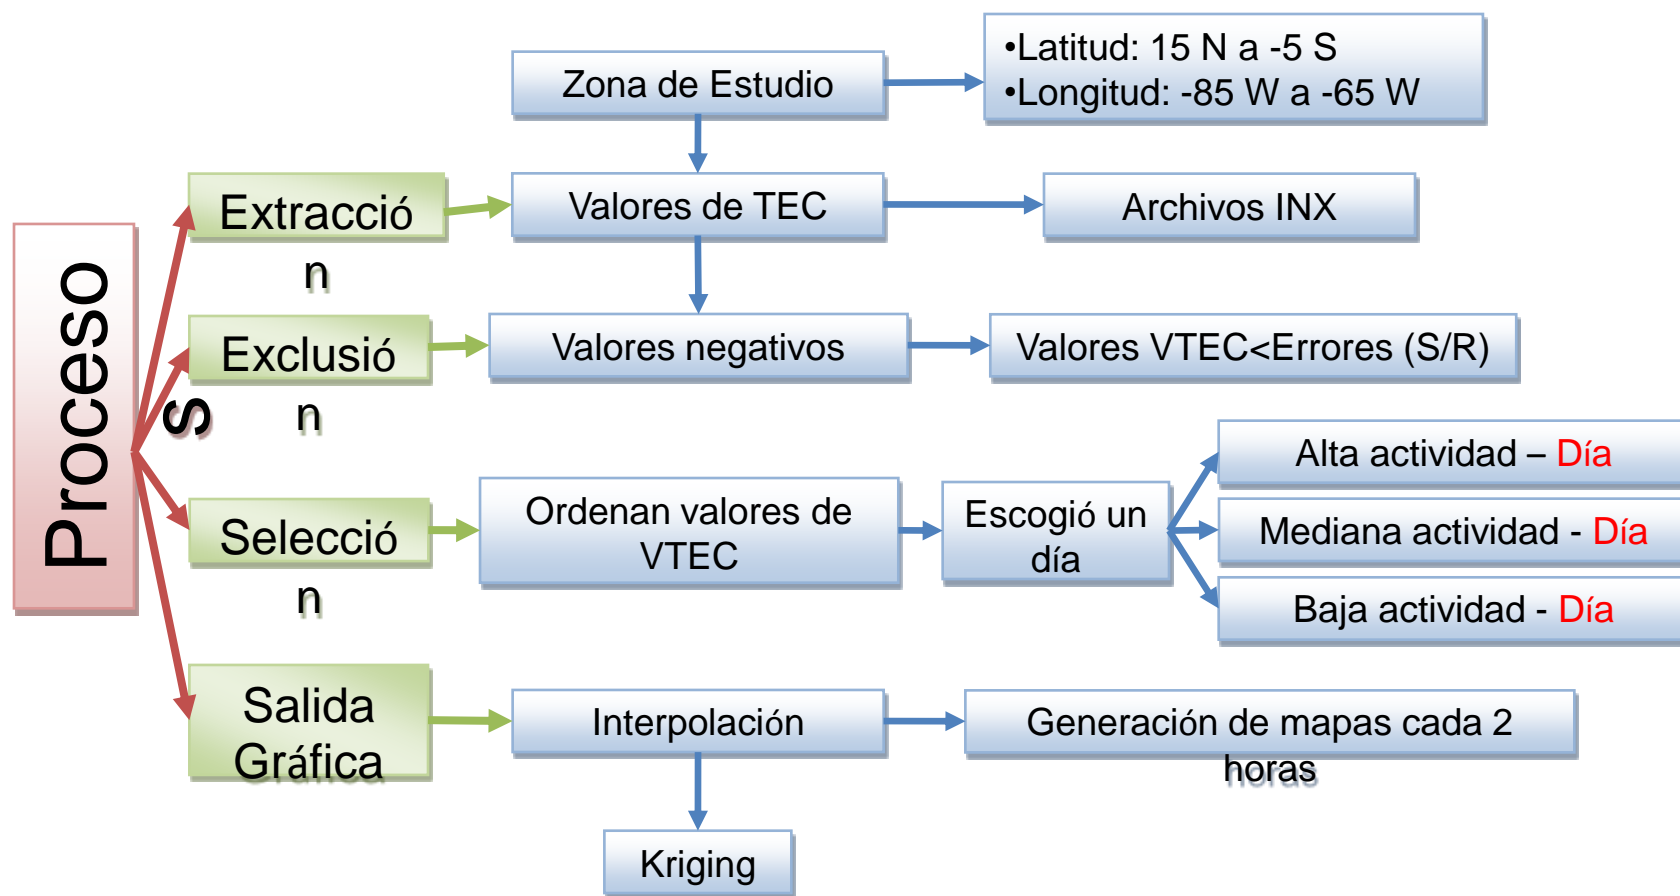 Proceso
s
Zona de Estudio
•Latitud: 15 N a -5 S
•Longitud: -85 W a -65 W
Extracció
n
Valores de TEC
Archivos INX
Exclusió
n
Valores negativos
Valores VTEC<Errores (S/R)
Selecció
n
Ordenan valores de
VTEC
Escogió un
día
Alta actividad – Día
Mediana actividad - Día
Baja actividad - Día
Salida
Gráfica
Interpolación
Generación de mapas cada 2
horas
Kriging